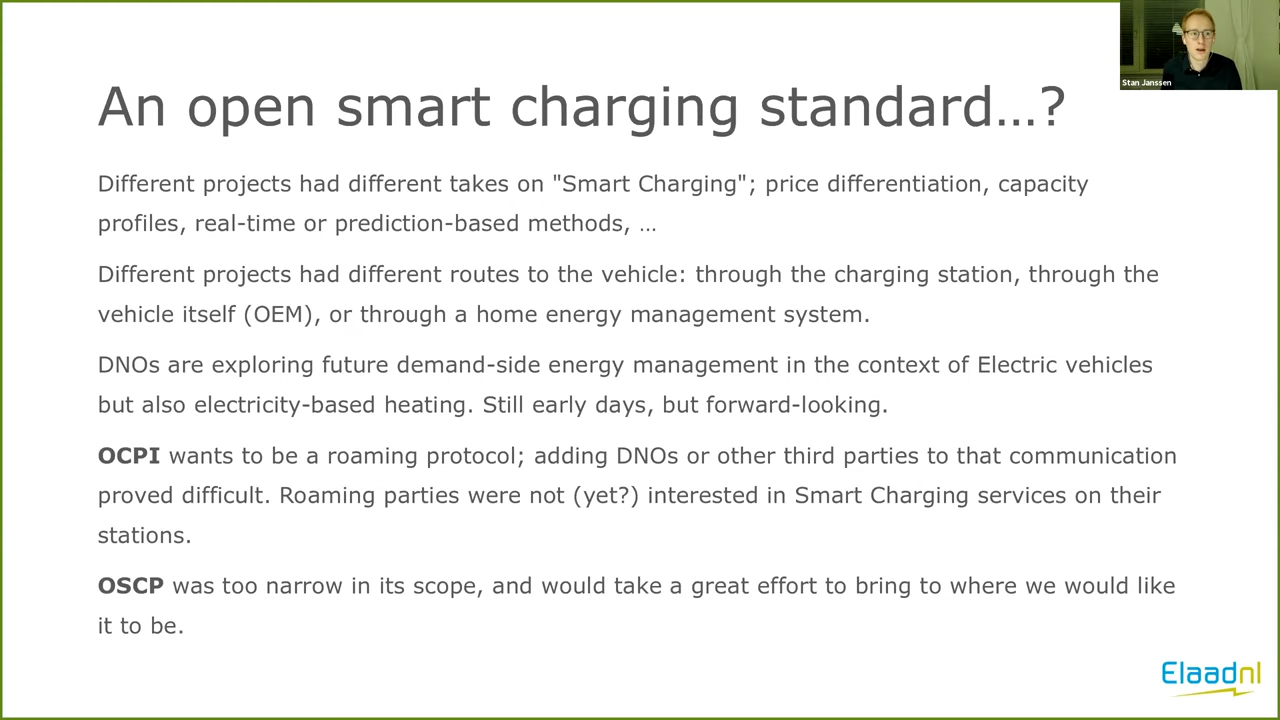 Stan Janssen
An open smart charging standard...?
Different projects had different takes on "Smart Charging"; price differentiation, capacity
profiles, real-time or prediction-based methods, ...
Different projects had different routes to the vehicle: through the charging station, through the
vehicle itself (OEM), or through a home energy management system.
DNOs are exploring future demand-side energy management in the context of Electric vehicles
but also electricity-based heating. Still early days, but forward-looking.
OCPI wants to be a roaming protocol; adding DNOs or other third parties to that communication
proved difficult. Roaming parties were not (yet?) interested in Smart Charging services on their
stations.
OSCP was too narrow in its scope, and would take a great effort to bring to where we would like
it to be.
Elaadnl